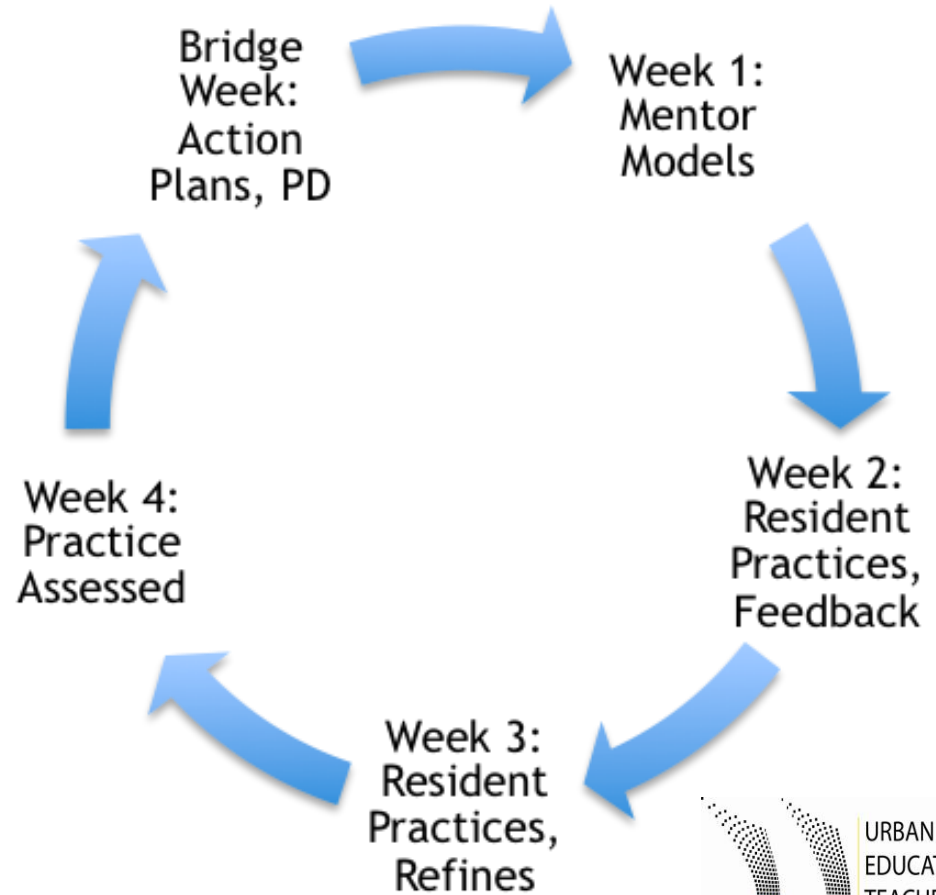 Bridge
Week:
Action
Plans, PD
Week 1:
Mentor
Models
Week 2:
Resident
Practices,
Feedback
Week 3:
Resident
Practices,
Refines
Week 4:
Practice
Assessed
URBAN